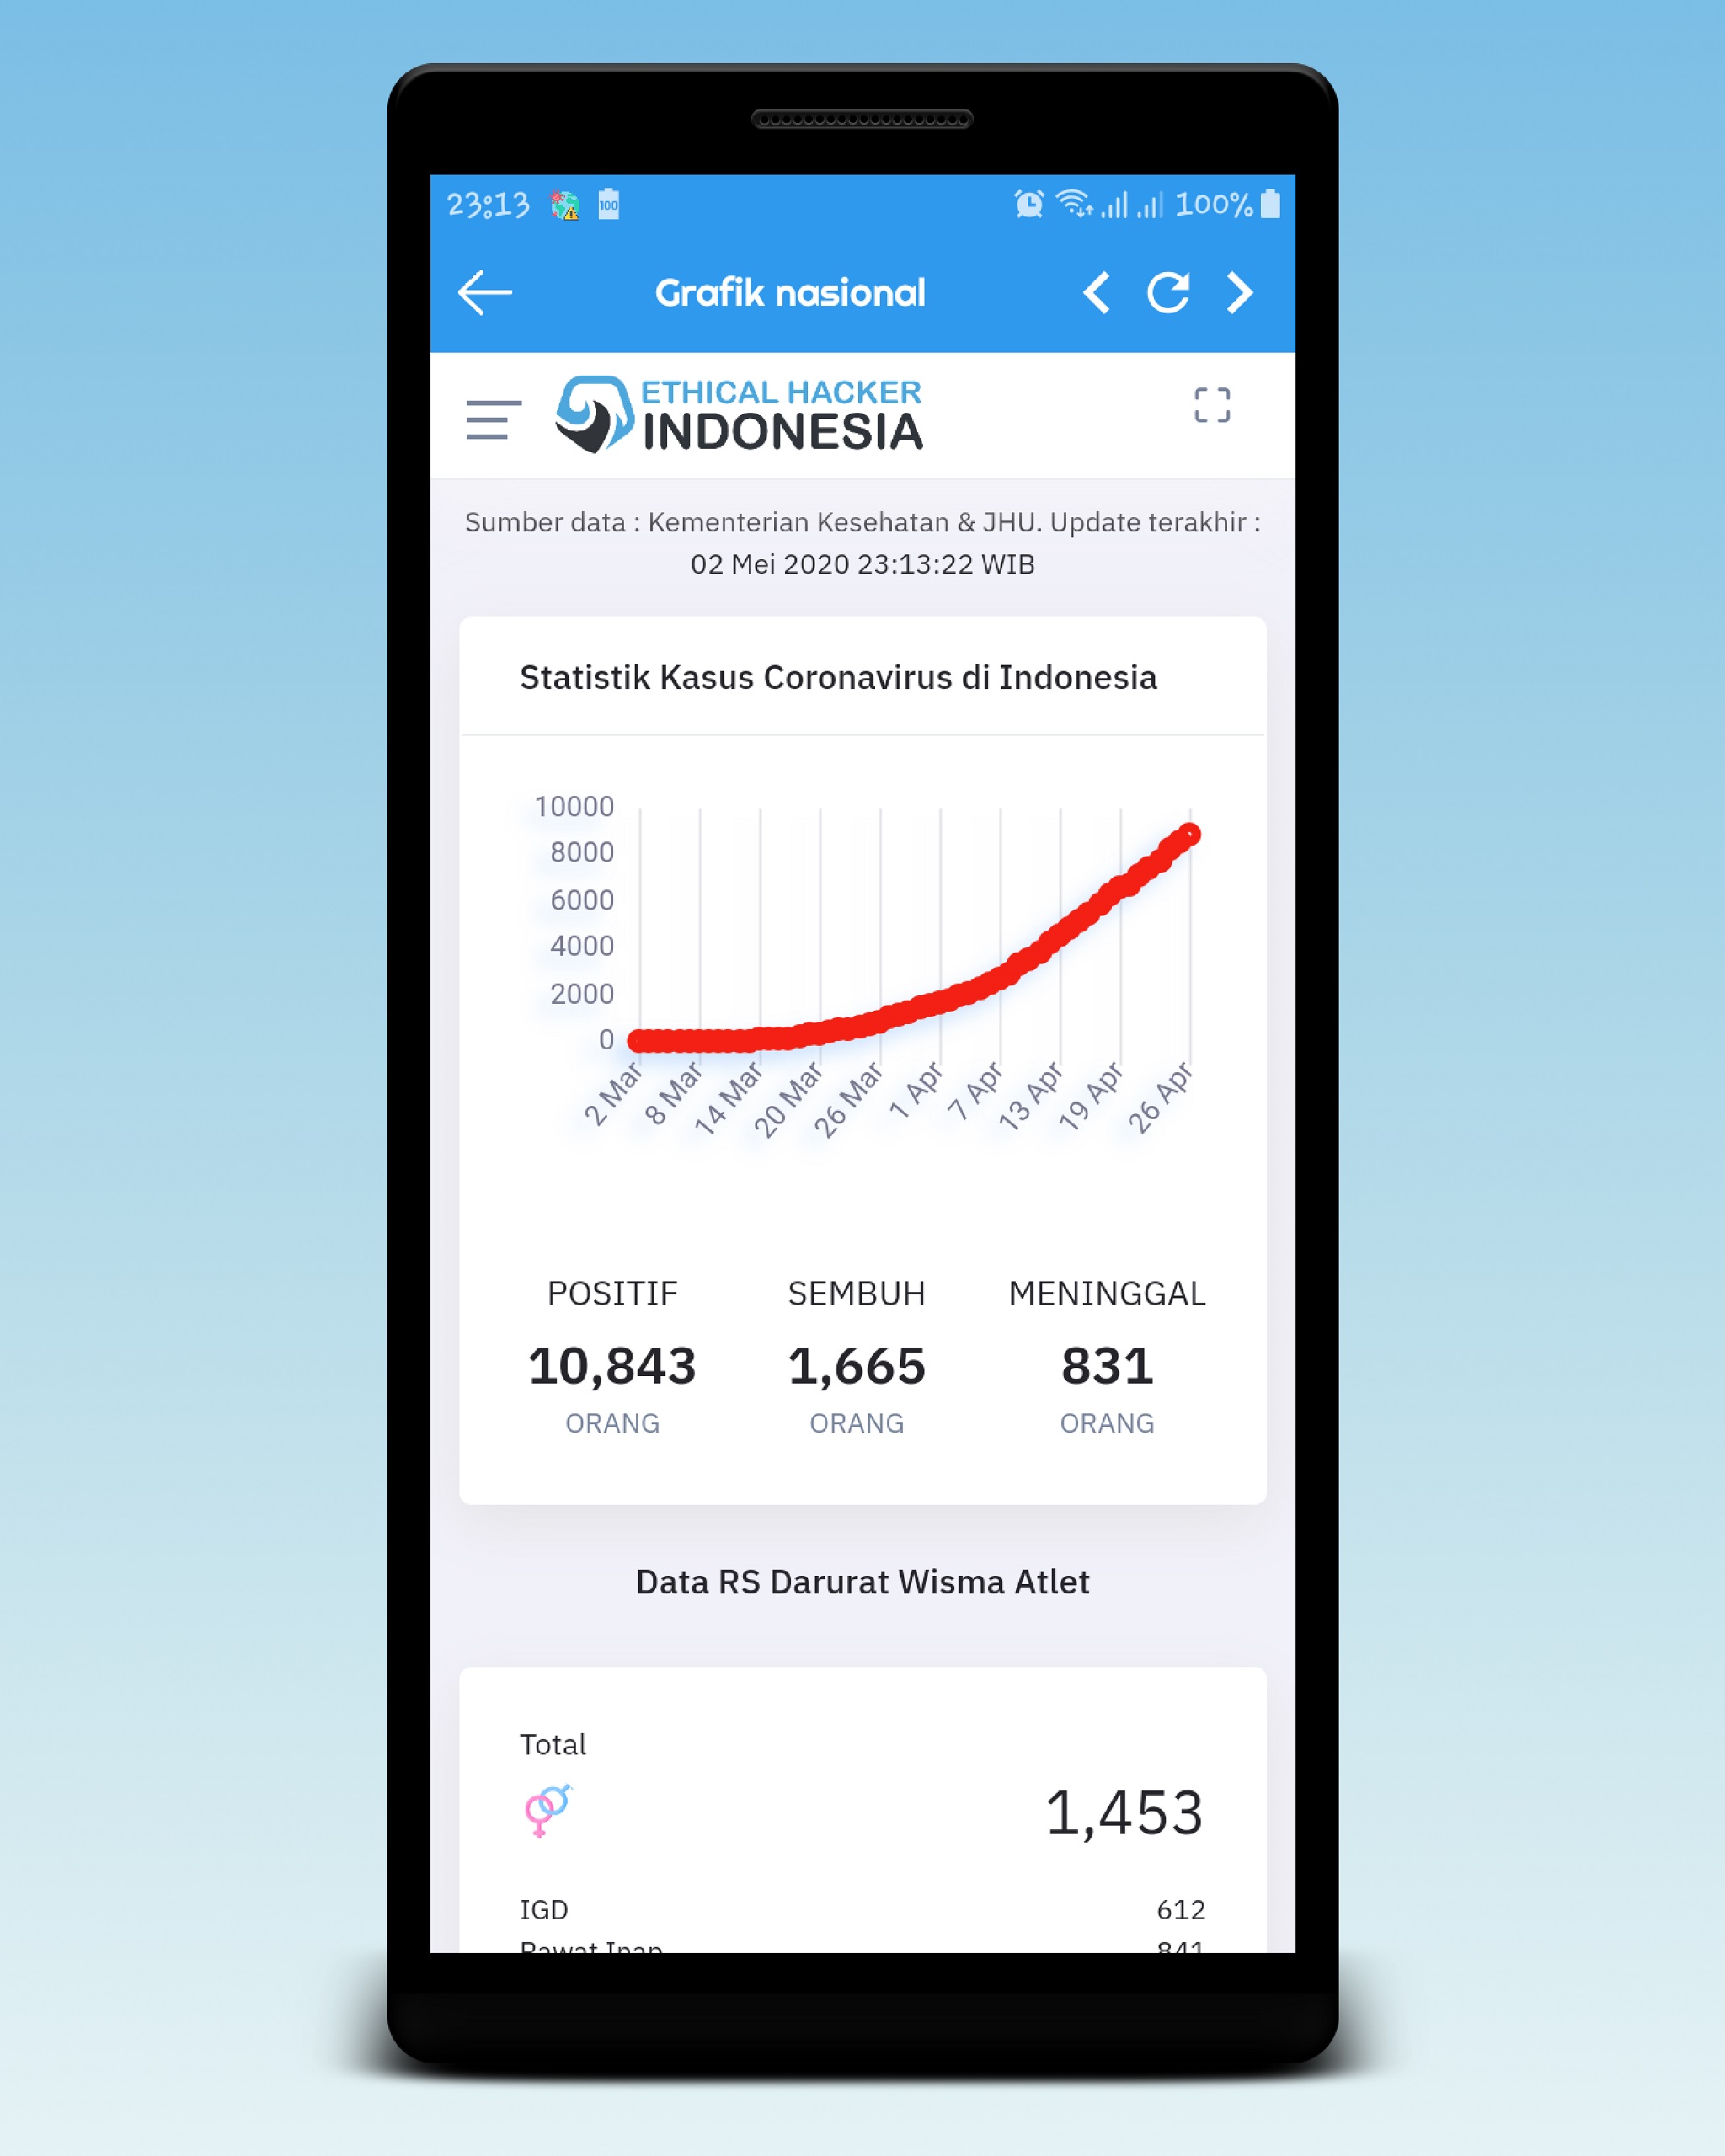 23:13
100
100%
Grafik nasional
ETHICAL HACKER
INDONESIA
Sumber data : Kementerian Kesehatan & JHU. Update terakhir :
02 Mei 2020 23:13:22 WIB
Statistik Kasus Coronavirus di Indonesia
10000
8000
6000
4000
2000
0
2 Mar
8 Mar
14 Mar
20 Mar
26 Mar
1 Apr
7 Apr
13 Apr
19 Apr
26 Apr
POSITIF SEMBUH MENINGGAL
10,843 1,665 831
ORANG ORANG ORANG
Data RS Darurat Wisma Atlet
Total
1,453
IGD 612
Rawat Inap 841